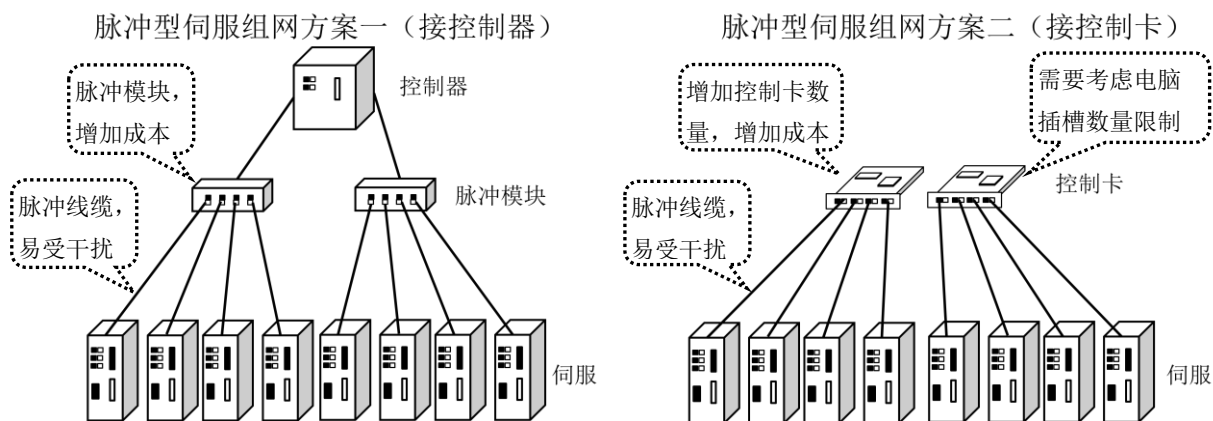 脉冲型伺服组网方案一（接控制器）
脉冲模块，
增加成本
控制器
脉冲模块
脉冲线缆，
易受干扰
伺服
脉冲型伺服组网方案二（接控制卡）
增加控制卡数
量，增加成本
需要考虑电脑
插槽数量限制
控制卡
脉冲线缆，
易受干扰
伺服